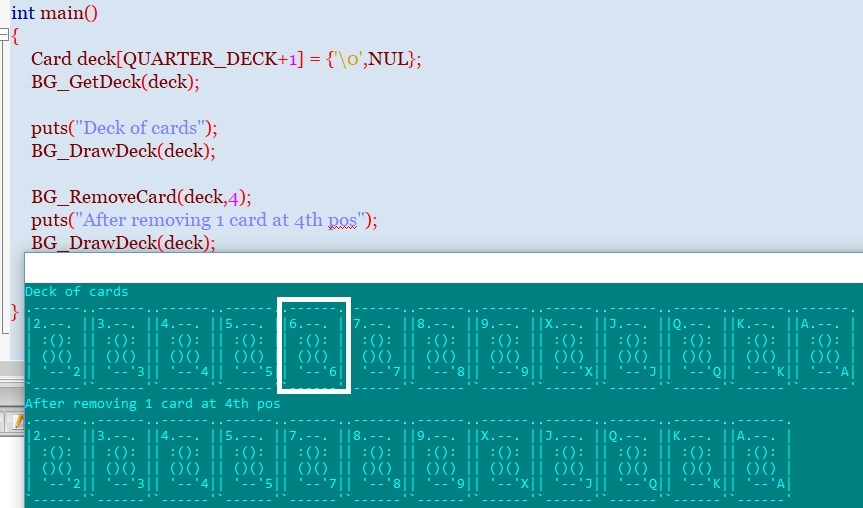 int main()
{
Card deck[QUARTER_DECK+1] = {'\0',NUL};
BG_GetDeck(deck);
puts("Deck of cards");
BG_DrawDeck(deck);
BG_RemoveCard(deck,4);
puts("After removing 1 card at 4th pos");
BG_DrawDeck(deck);
}
Deck of cards
.------..------..------..------..------..------..------..------..------..------..------..------..------.
|2.--. ||3.--. ||4.--. ||5.--. ||6.--. ||7.--. ||8.--. ||9.--. ||X.--. ||J.--. ||Q.--. ||K.--. ||A.--. |
| :(): || :(): || :(): || :(): || :(): || :(): || :(): || :(): || :(): || :(): || :(): || :(): || :(): |
| ()() || ()() || ()() || ()() || ()() || ()() || ()() || ()() || ()() || ()() || ()() || ()() || ()() |
| '--'2|| '--'3|| '--'4|| '--'5|| '--'6|| '--'7|| '--'8|| '--'9|| '--'X|| '--'J|| '--'Q|| '--'K|| '--'A|
`------'`------'`------'`------'`------'`------'`------'`------'`------'`------'`------'`------'`------'
After removing 1 card at 4th pos
.------..------..------..------..------..------..------..------..------..------..------..------.
|2.--. ||3.--. ||4.--. ||5.--. ||7.--. ||8.--. ||9.--. ||X.--. ||J.--. ||Q.--. ||K.--. ||A.--. |
| :(): || :(): || :(): || :(): || :(): || :(): || :(): || :(): || :(): || :(): || :(): || :(): |
| ()() || ()() || ()() || ()() || ()() || ()() || ()() || ()() || ()() || ()() || ()() || ()() |
| '--'2|| '--'3|| '--'4|| '--'5|| '--'7|| '--'8|| '--'9|| '--'X|| '--'J|| '--'Q|| '--'K|| '--'A|
`------'`------'`------'`------'`------'`------'`------'`------'`------'`------'`------'`------'